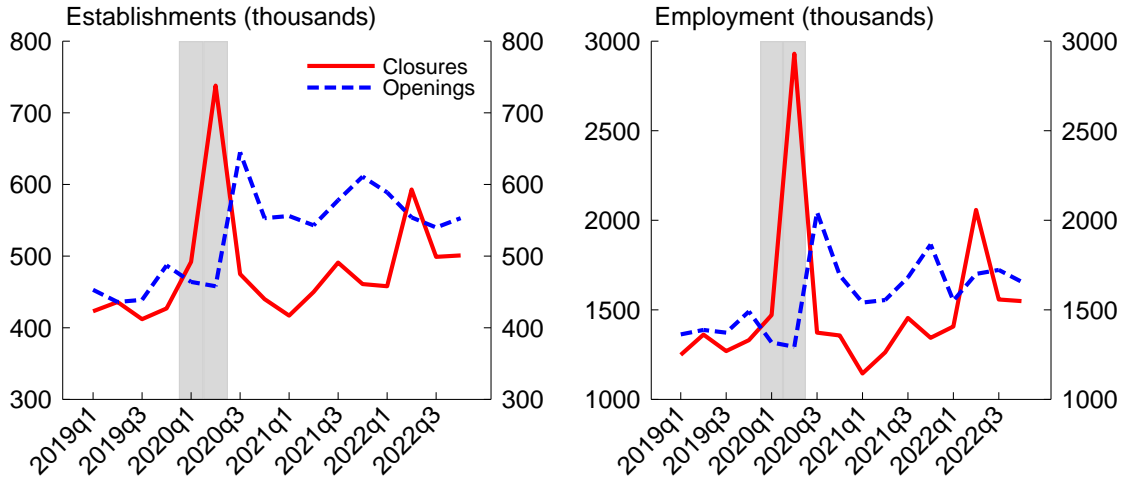 Establishments (thousands)
800
700
600
500
400
300
800
700
600
500
400
300
Closures
Openings
2019q1
2019q3
2020q1
2020q3
2021q1
2021q3
2022q1
2022q3
Employment (thousands)
3000
2500
2000
1500
1000
3000
2500
2000
1500
1000
2019q1
2019q3
2020q1
2020q3
2021q1
2021q3
2022q1
2022q3